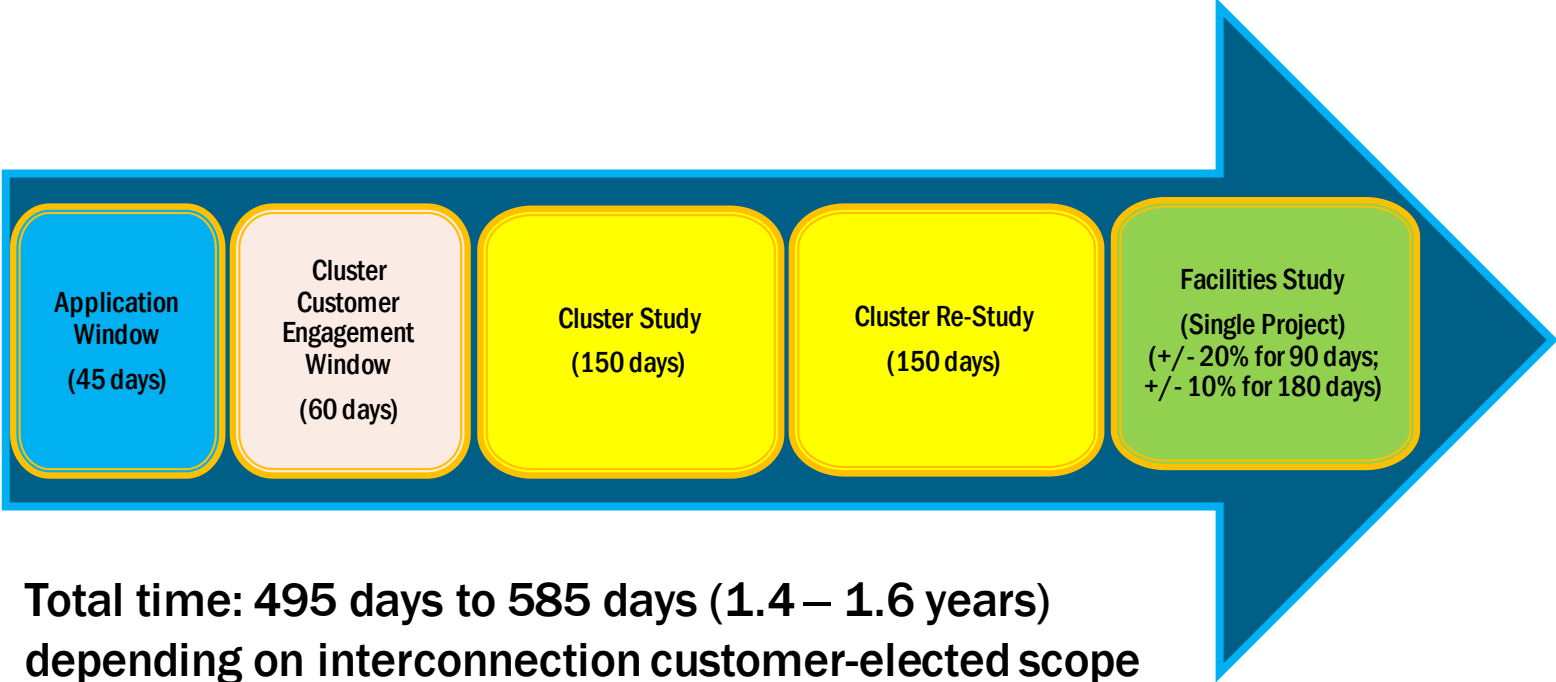 Application
Window
(45 days)
Cluster
Customer
Engagement
Window
(60 days)
Cluster Study
(150 days)
Cluster Re-Study
(150 days)
Facilities Study
(Single Project)
(+/- 20% for 90 days;
+/- 10% for 180 days)
Total time: 495 days to 585 days (1.4 – 1.6 years)
depending on interconnection customer-elected scope